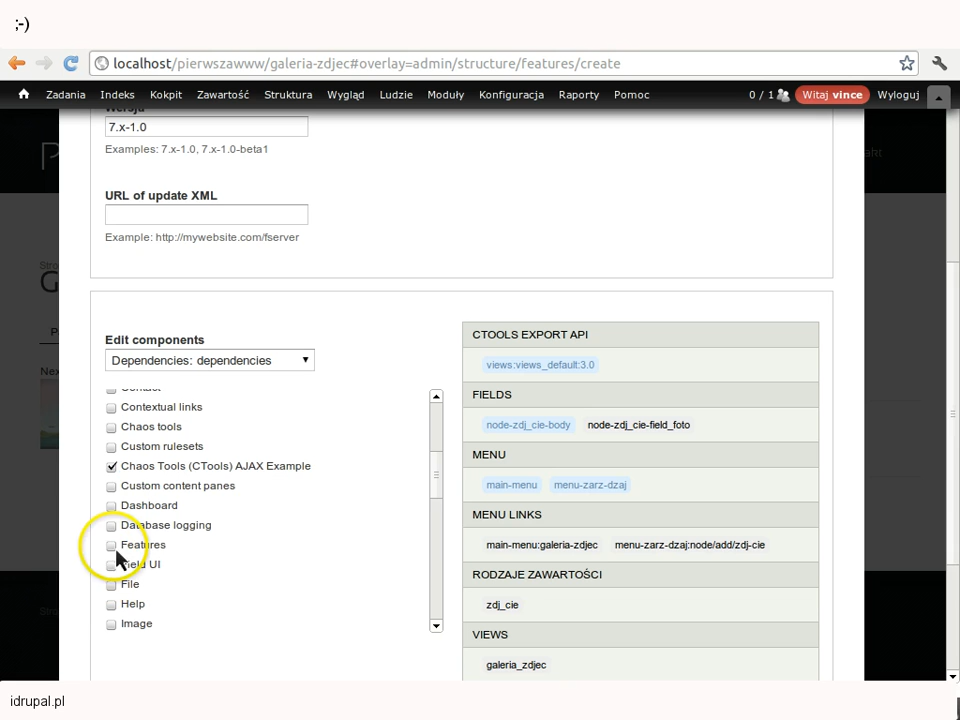 ;-)
localhost/pierwszawww/galeria-zdjec#overlay=admin/structure/features/create
Zadania Indeks Kokpit Zawartość Struktura Wygląd Ludzie Moduły Konfiguracja Raporty Pomoc 0 / 1 Witaj vince Wyloguj
Wersja
7.x-1.0
Examples: 7.x-1.0, 7.x-1.0-beta1
URL of update XML
Example: http://mywebsite.com/fserver
Edit components
Dependencies: dependencies
Contact
Contextual links
Chaos tools
Custom rulesets
Chaos Tools (CTools) AJAX Example
Custom content panes
Dashboard
Database logging
Features
Field UI
File
Help
Image
CTOOLS EXPORT API
views:views_default:3.0
FIELDS
node-zdj_cie-body node-zdj_cie-field_foto
MENU
main-menu menu-zarz-dzaj
MENU LINKS
main-menu:galeria-zdjec menu-zarz-dzaj:node/add/zdj-cie
RODZAJE ZAWARTOŚCI
zdj_cie
VIEWS
galeria_zdjec
idrupal.pl